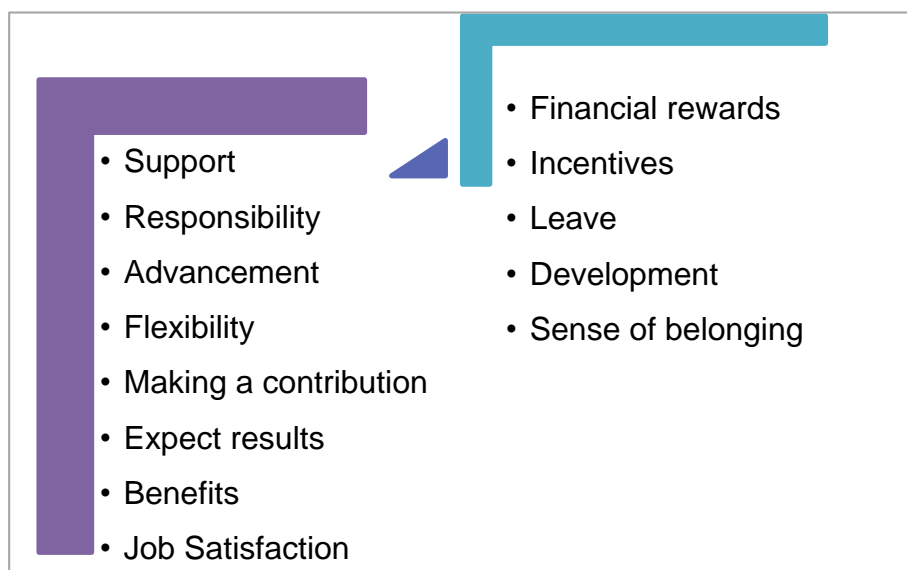 • Support
• Responsibility
• Advancement
• Flexibility
• Making a contribution
• Expect results
• Benefits
• Job Satisfaction
• Financial rewards
• Incentives
• Leave
• Development
• Sense of belonging